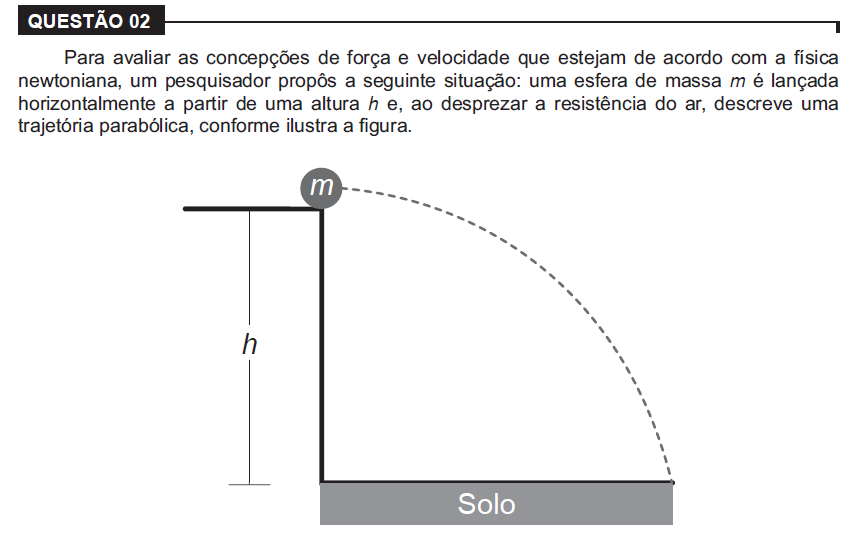 QUESTÃO 02
Para avaliar as concepções de força e velocidade que estejam de acordo com a física
newtoniana, um pesquisador propôs a seguinte situação: uma esfera de massa m é lançada
horizontalmente a partir de uma altura h e, ao desprezar a resistência do ar, descreve uma
trajetória parabólica, conforme ilustra a figura.
m
h
Solo